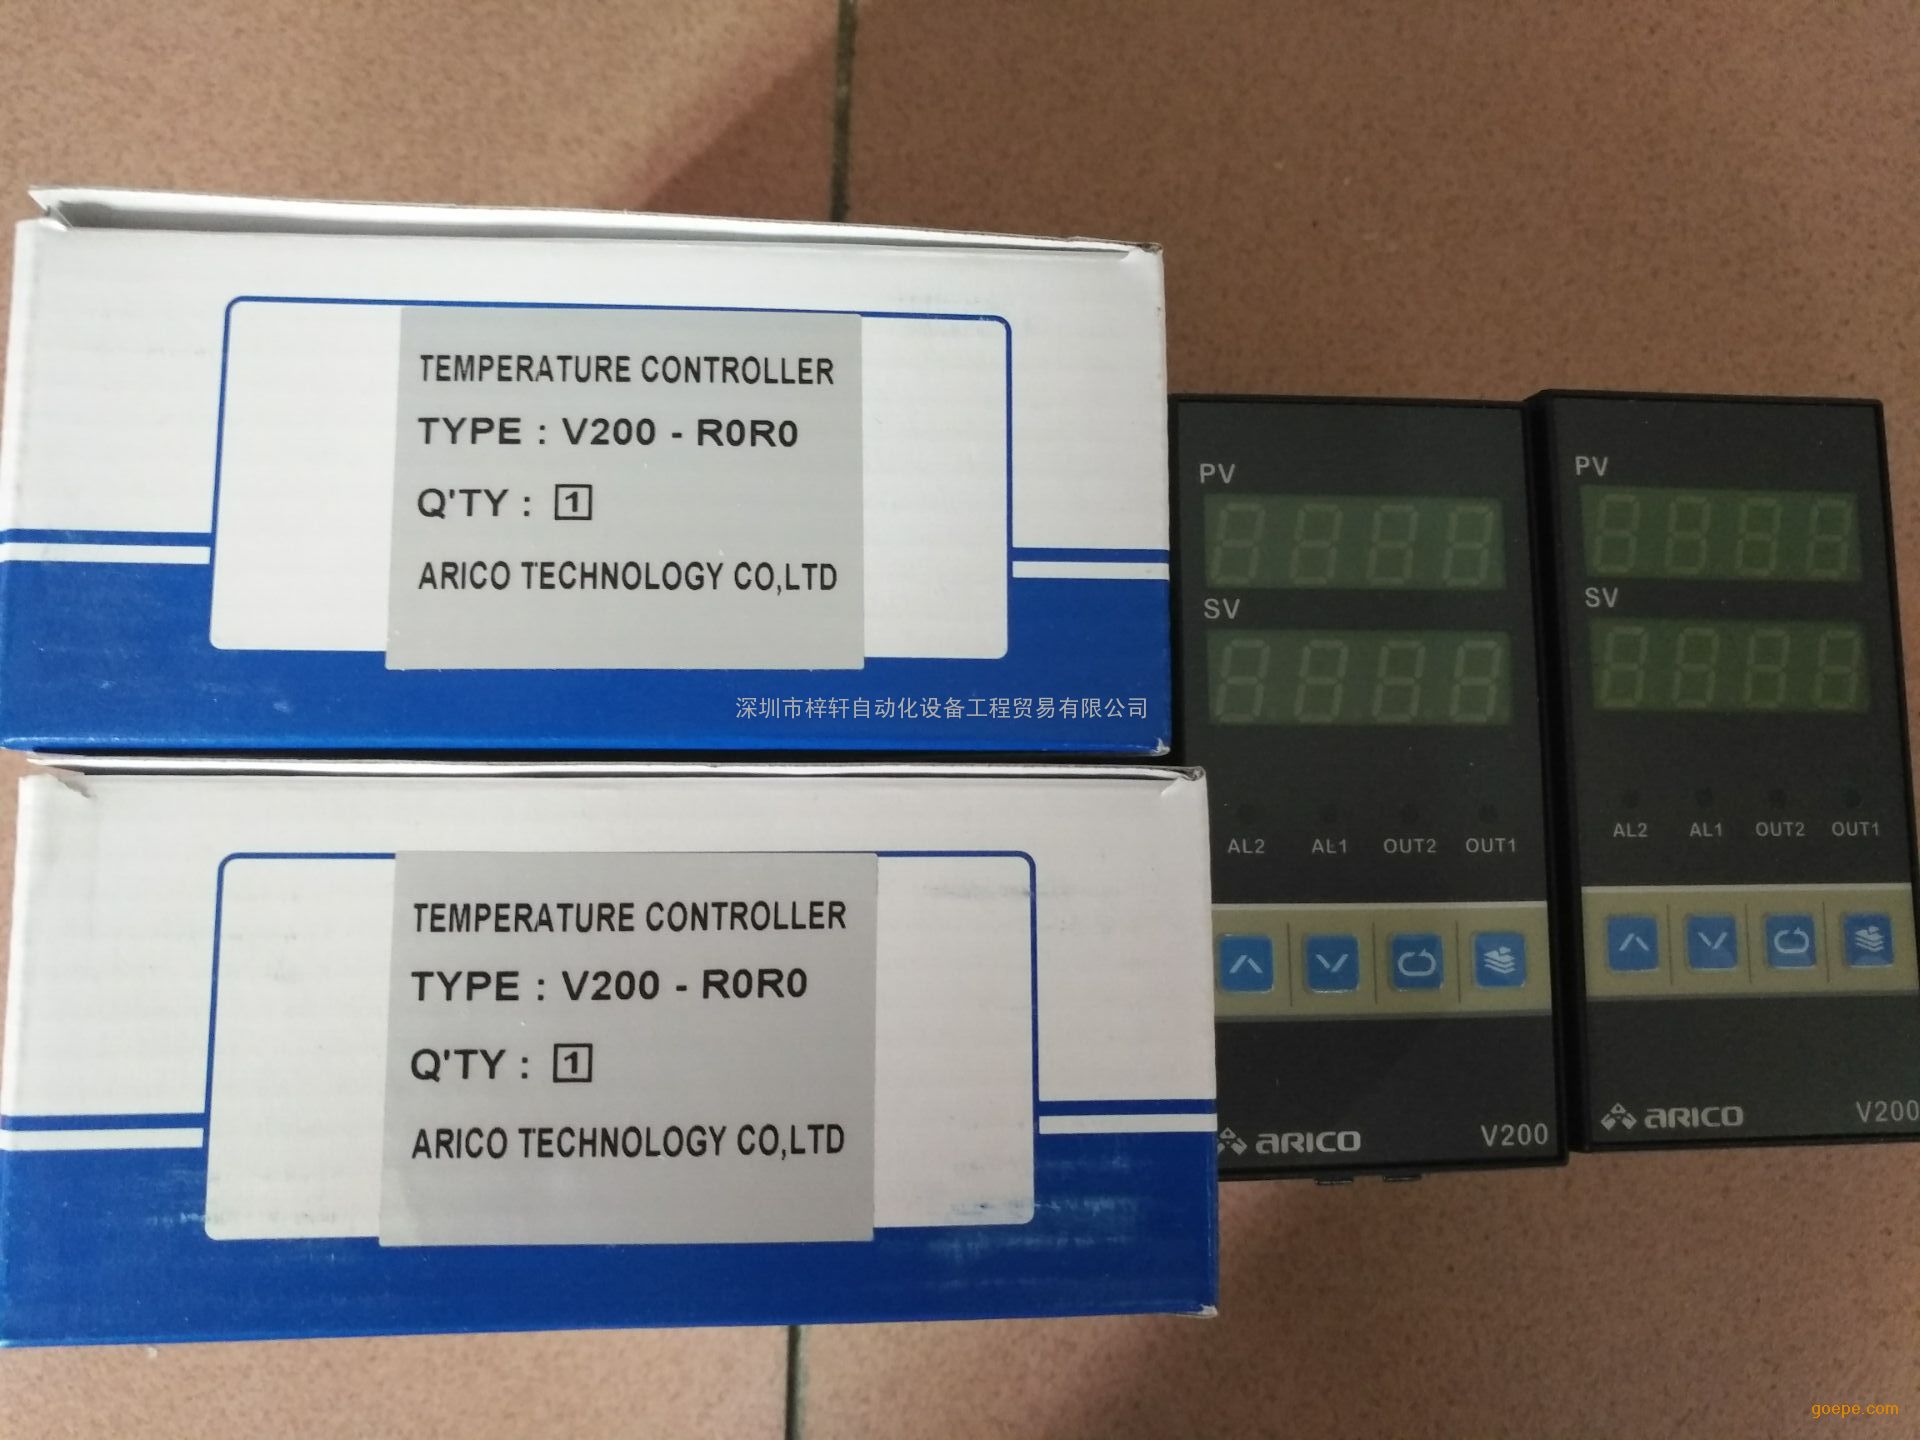 TEMPERATURE CONTROLLER
TYPE : V200 - R0R0
Q'TY : 1
ARICO TECHNOLOGY CO,LTD
深圳市梓轩自动化设备工程贸易有限公司
TEMPERATURE CONTROLLER
TYPE : V200 - R0R0
Q'TY : 1
ARICO TECHNOLOGY CO,LTD
PV
SV
AL2 AL1 OUT2 OUT1
ARICO V200
PV
SV
AL2 AL1 OUT2 OUT1
ARICO V200
goepe.com